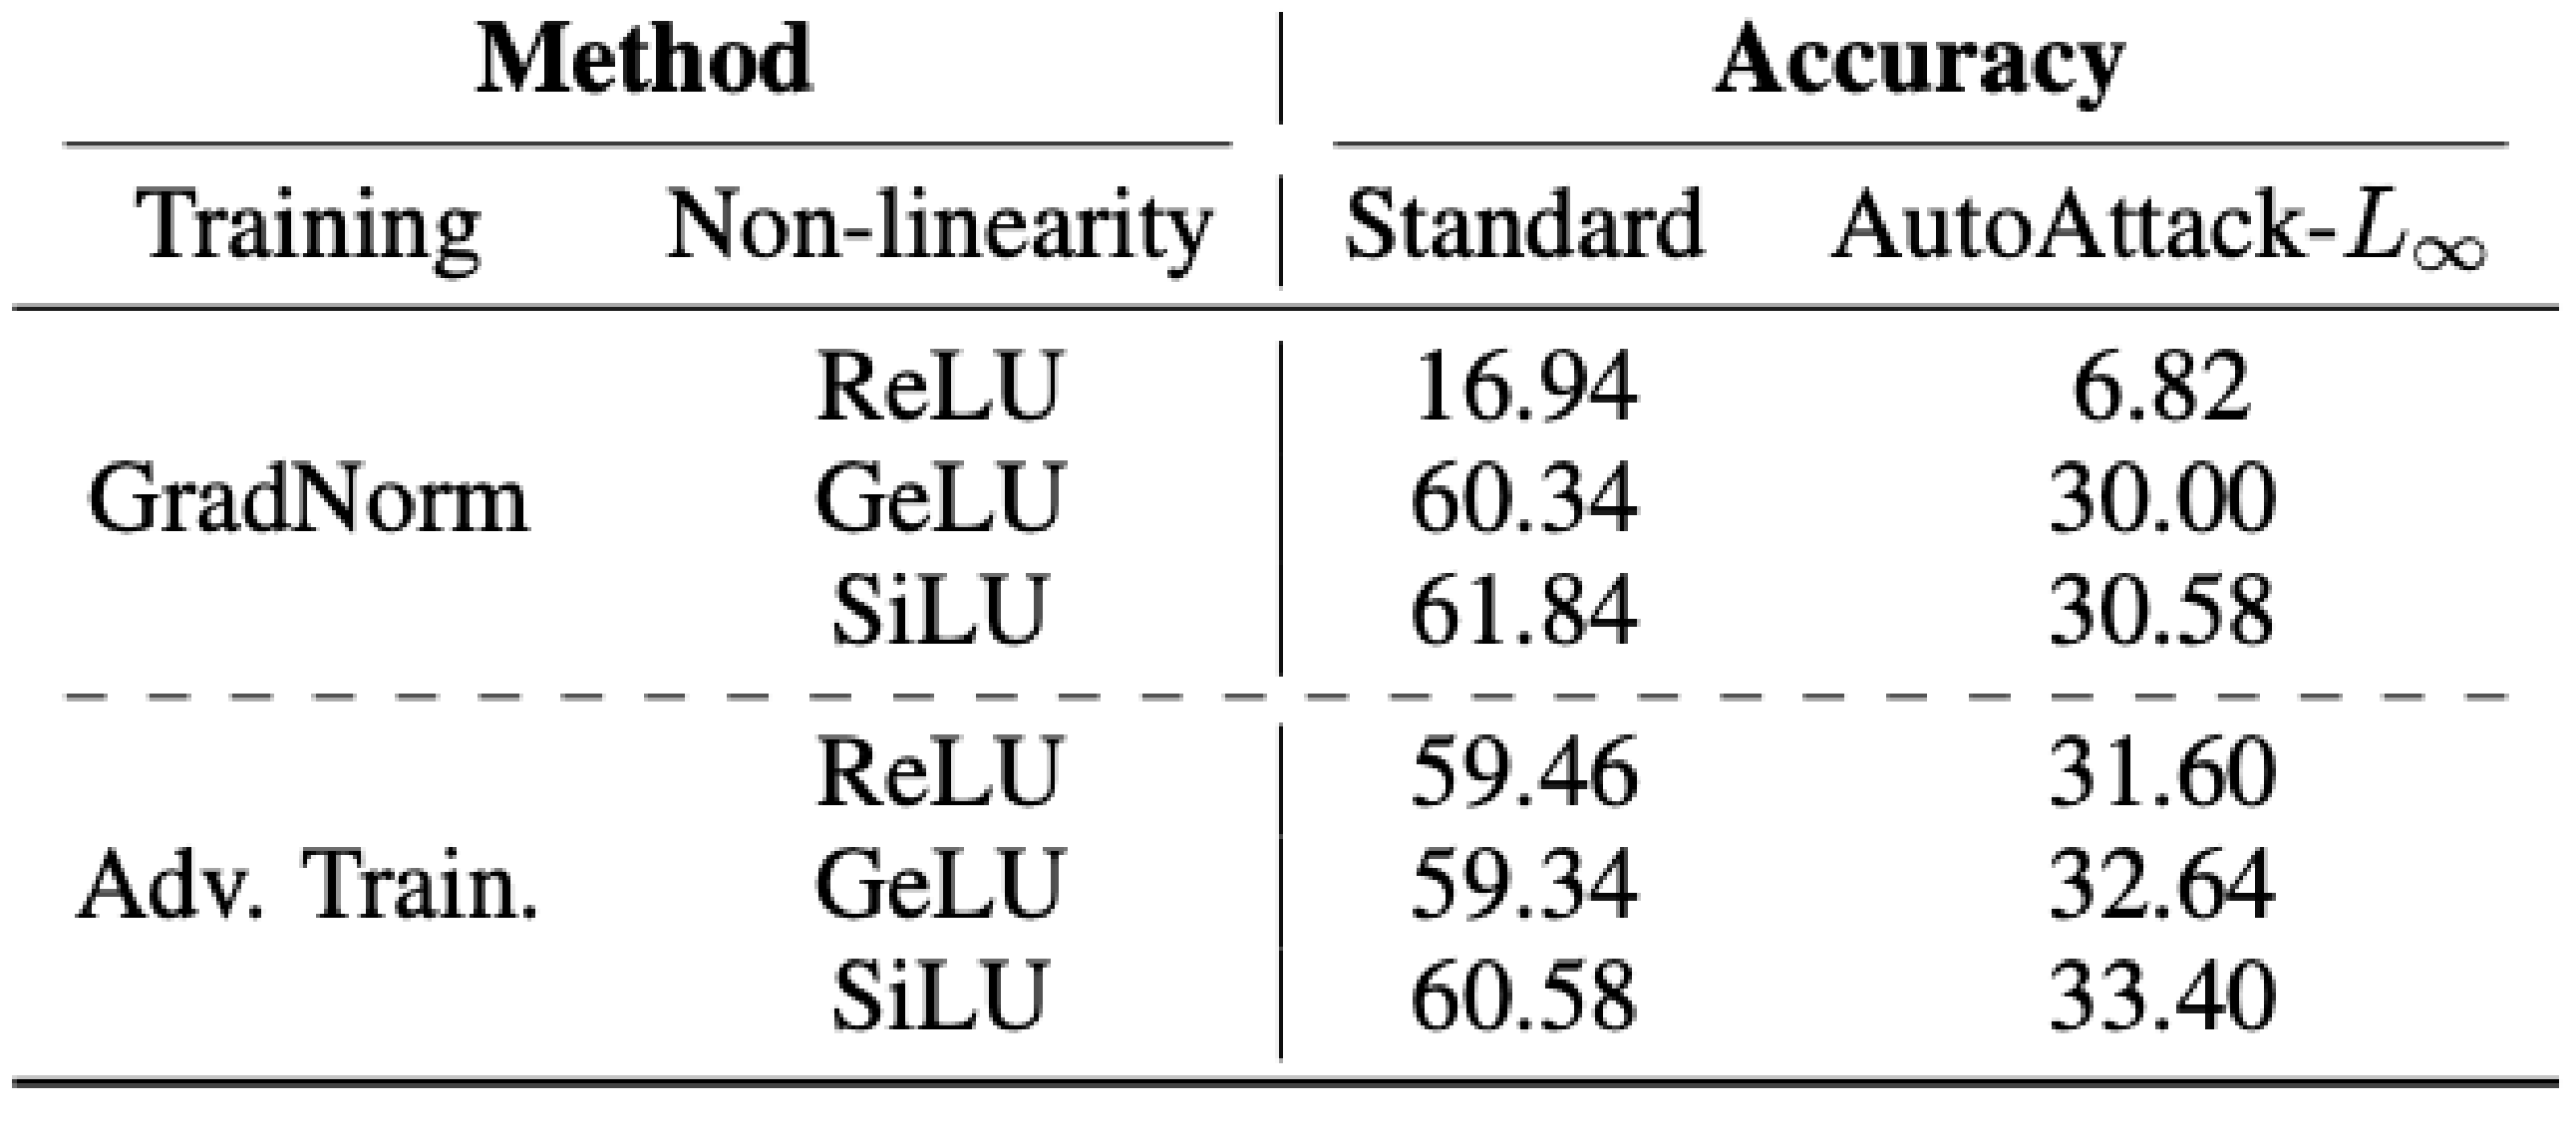 Method Accuracy
Training Non-linearity Standard AutoAttack-L∞
ReLU 16.94 6.82
GradNorm GeLU 60.34 30.00
SiLU 61.84 30.58
ReLU 59.46 31.60
Adv. Train. GeLU 59.34 32.64
SiLU 60.58 33.40